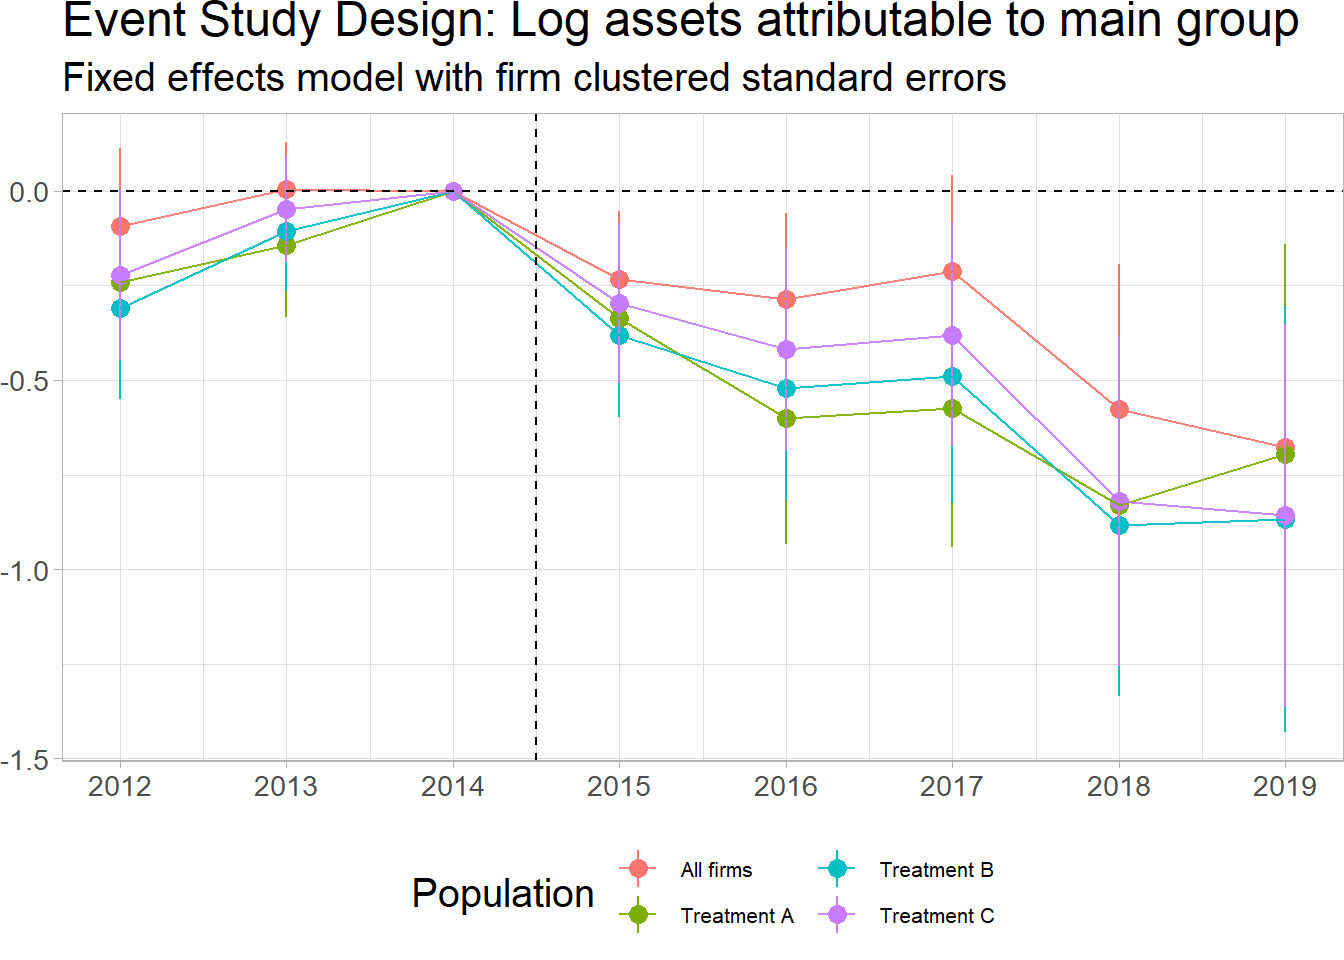 Event Study Design: Log assets attributable to main group
Fixed effects model with firm clustered standard errors
0.0
-0.5
-1.0
-1.5
2012 2013 2014 2015 2016 2017 2018 2019
Population
All firms
Treatment A
Treatment B
Treatment C